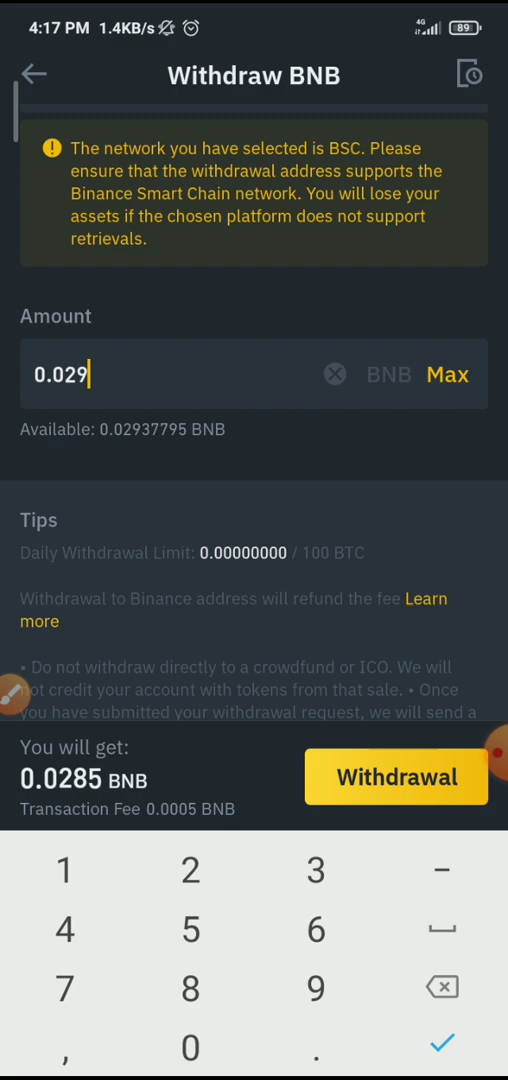 4:17 PM 1.4KB/s 4G 89
Withdraw BNB
The network you have selected is BSC. Please
ensure that the withdrawal address supports the
Binance Smart Chain network. You will lose your
assets if the chosen platform does not support
retrievals.
Amount
0.029 BNB Max
Available: 0.02937795 BNB
Tips
Daily Withdrawal Limit: 0.00000000 / 100 BTC
Withdrawal to Binance address will refund the fee Learn
more
• Do not withdraw directly to a crowdfund or ICO. We will
not credit your account with tokens from that sale. • Once
you have submitted your withdrawal request, we will send a
You will get:
0.0285 BNB
Withdrawal
Transaction Fee 0.0005 BNB
1 2 3 −
4 5 6
7 8 9
, 0 .